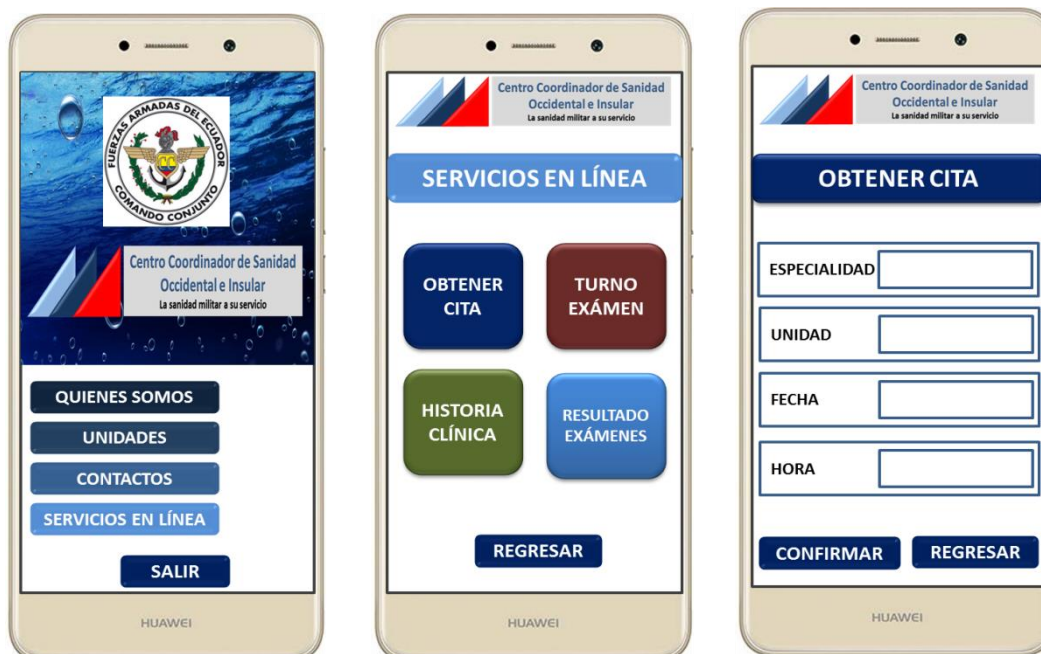 FUERZAS ARMADAS DEL ECUADOR
COMANDO CONJUNTO
Centro Coordinador de Sanidad
Occidental e Insular
La sanidad militar a su servicio
QUIENES SOMOS
UNIDADES
CONTACTOS
SERVICIOS EN LÍNEA
SALIR
HUAWEI
Centro Coordinador de Sanidad
Occidental e Insular
La sanidad militar a su servicio
SERVICIOS EN LÍNEA
OBTENER
CITA
TURNO
EXÁMEN
HISTORIA
CLÍNICA
RESULTADO
EXÁMENES
REGRESAR
HUAWEI
Centro Coordinador de Sanidad
Occidental e Insular
La sanidad militar a su servicio
OBTENER CITA
ESPECIALIDAD
UNIDAD
FECHA
HORA
CONFIRMAR
REGRESAR
HUAWEI